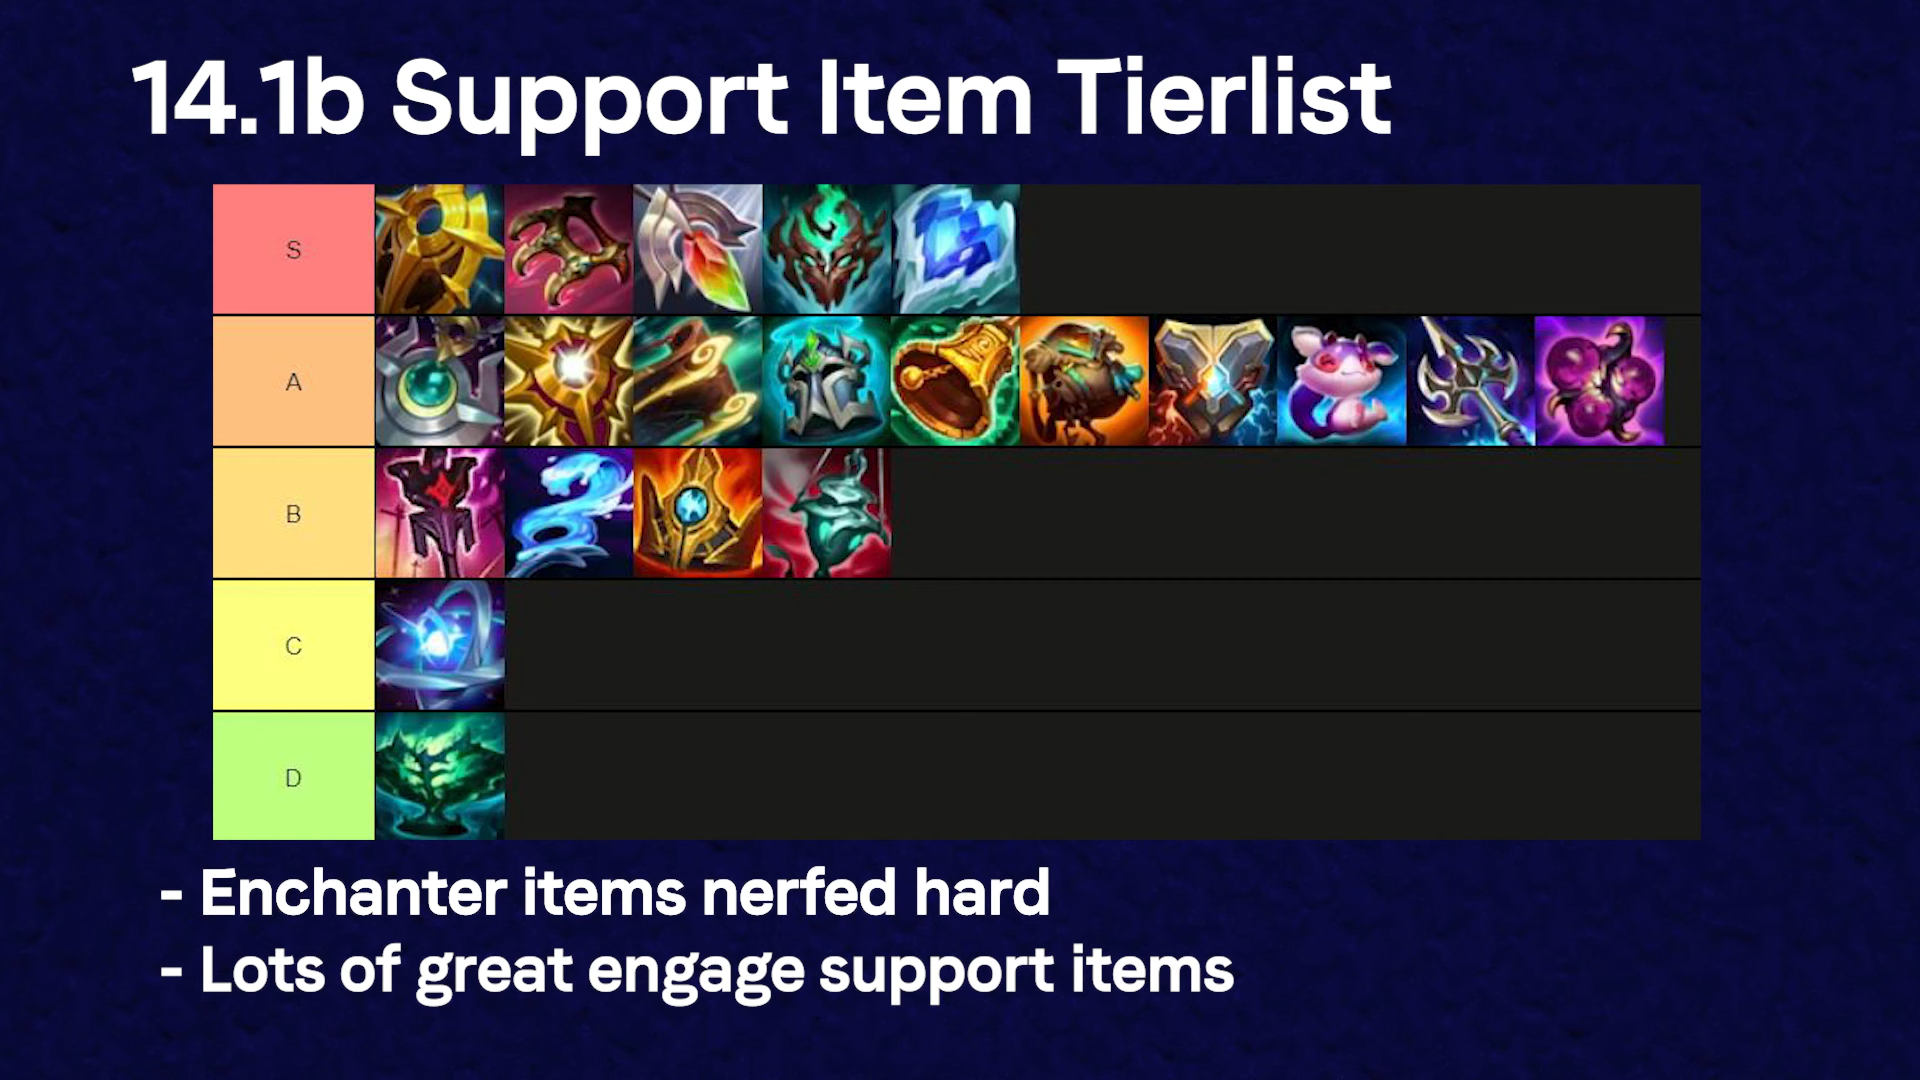 14.1b Support Item Tierlist
S
A
B
C
D
- Enchanter items nerfed hard
- Lots of great engage support items